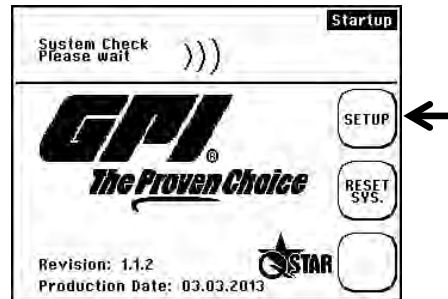 Startup
System Check
Please wait
SETUP
GPI®
The Proven Choice
RESET
SYS.
QSTAR
Revision: 1.1.2
Production Date: 03.03.2013